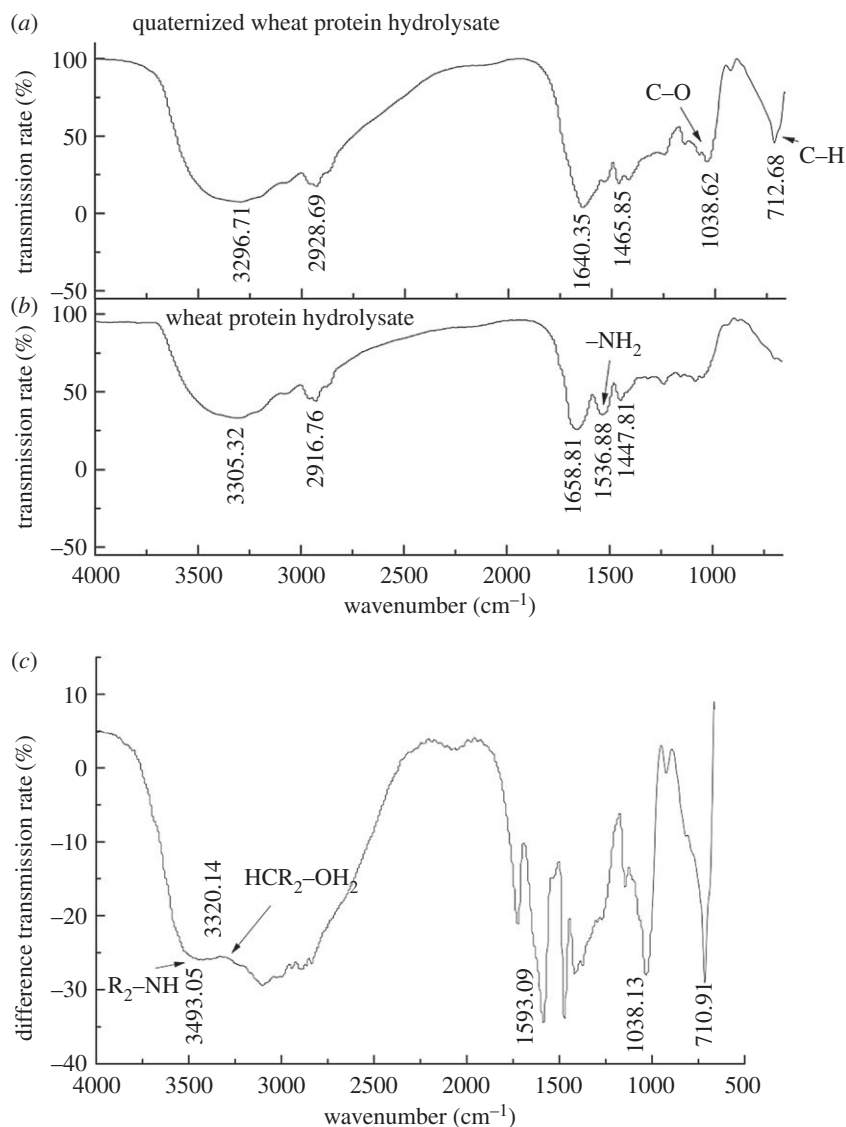 (a)
quaternized wheat protein hydrolysate
transmission rate (%)
100
50
0
–50
3296.71
2928.69
1640.35
1465.85
C–O
1038.62
712.68
C–H
(b)
wheat protein hydrolysate
transmission rate (%)
100
50
0
–50
3305.32
2916.76
1658.81
–NH₂
1536.88
1447.81
4000 3500 3000 2500 2000 1500 1000
wavenumber (cm⁻¹)
(c)
difference transmission rate (%)
10
0
–10
–20
–30
–40
3320.14
HCR₂–OH₂
R₂–NH
3493.05
1593.09
1038.13
710.91
4000 3500 3000 2500 2000 1500 1000 500
wavenumber (cm⁻¹)